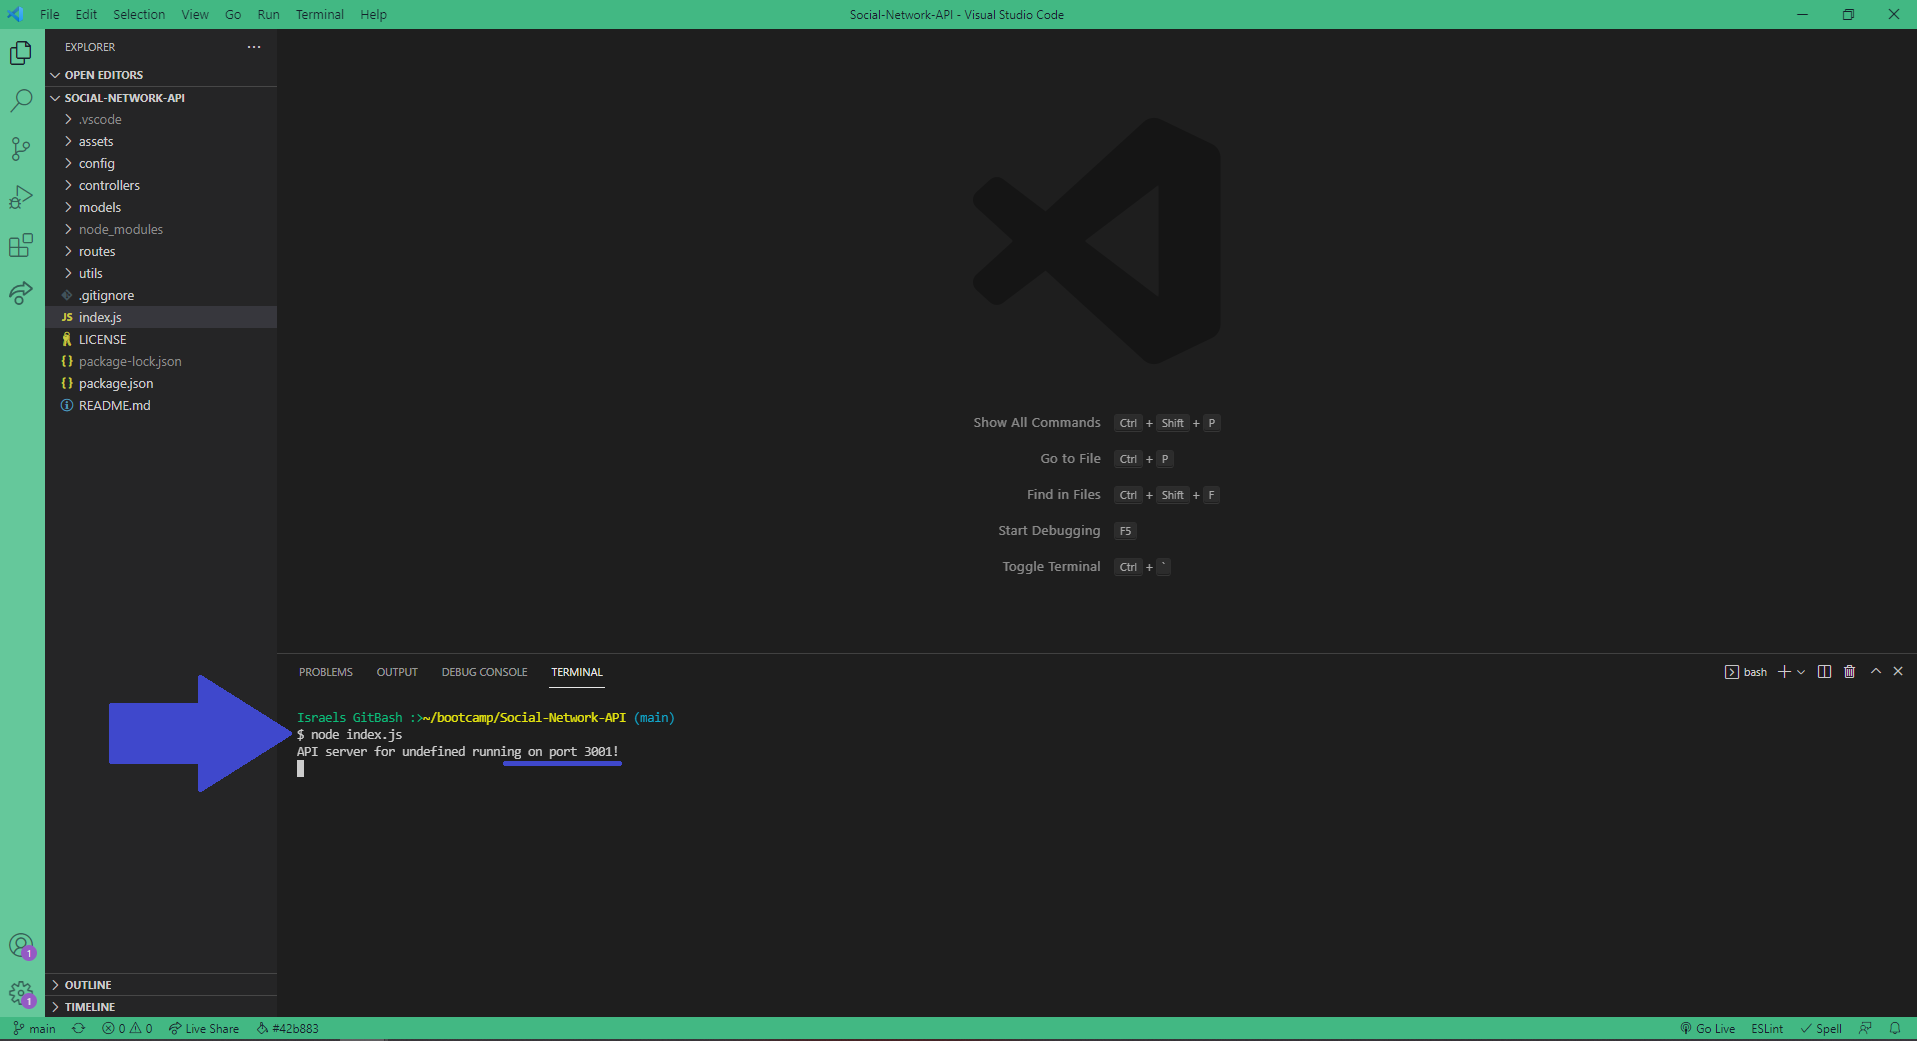 File Edit Selection View Go Run Terminal Help
Social-Network-API - Visual Studio Code
EXPLORER
OPEN EDITORS
SOCIAL-NETWORK-API
.vscode
assets
config
controllers
models
node_modules
routes
utils
.gitignore
JS index.js
LICENSE
{} package-lock.json
{} package.json
README.md
Show All Commands Ctrl + Shift + P
Go to File Ctrl + P
Find in Files Ctrl + Shift + F
Start Debugging F5
Toggle Terminal Ctrl + `
PROBLEMS OUTPUT DEBUG CONSOLE TERMINAL
bash
Israels GitBash :>~/bootcamp/Social-Network-API (main)
$ node index.js
API server for undefined running on port 3001!
1
1
OUTLINE
TIMELINE
main 0 0 Live Share #42b883
Go Live ESLint Spell